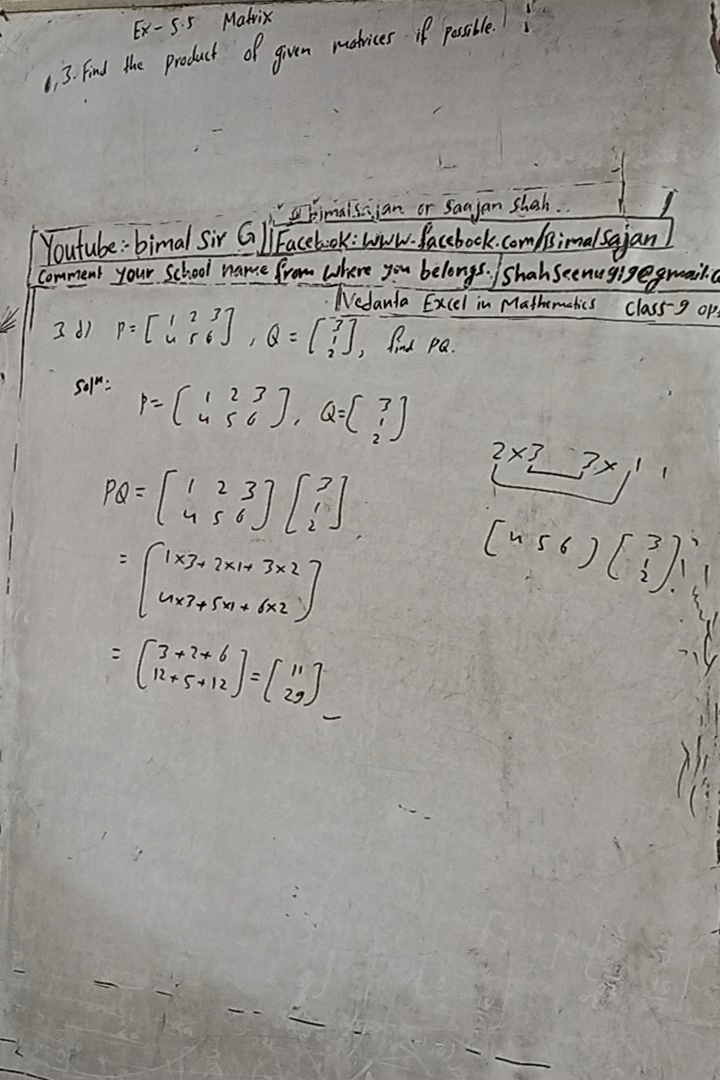 Ex- 5.5 Matrix
3. Find the product of given matrices if possible.
@bimalsajan or Saajan Shah..
Youtube:- bimal Sir G || Facebook: www.facebook.com/Bimalsajan
Comment your School name from where you belongs. / Shahseenu919@gmail.c
Vedanta Excel in Mathematics Class-9 op
3 d) P = [ 1 2 3
4 5 6 ] , Q = [ 3
1
2 ], find PQ.
Solⁿ:
P = [ 1 2 3
4 5 6 ], Q = [ 3
1
2 ]
2×3 3×1
PQ = [ 1 2 3
4 5 6 ] [ 3
1
2 ]
[ 4 5 6 ) [ 3
1
2 ]
= [ 1×3+ 2×1+ 3×2
4×3+5×1+ 6×2 ]
= [ 3+2+6
12+5+12 ] = [ 11
29 ]